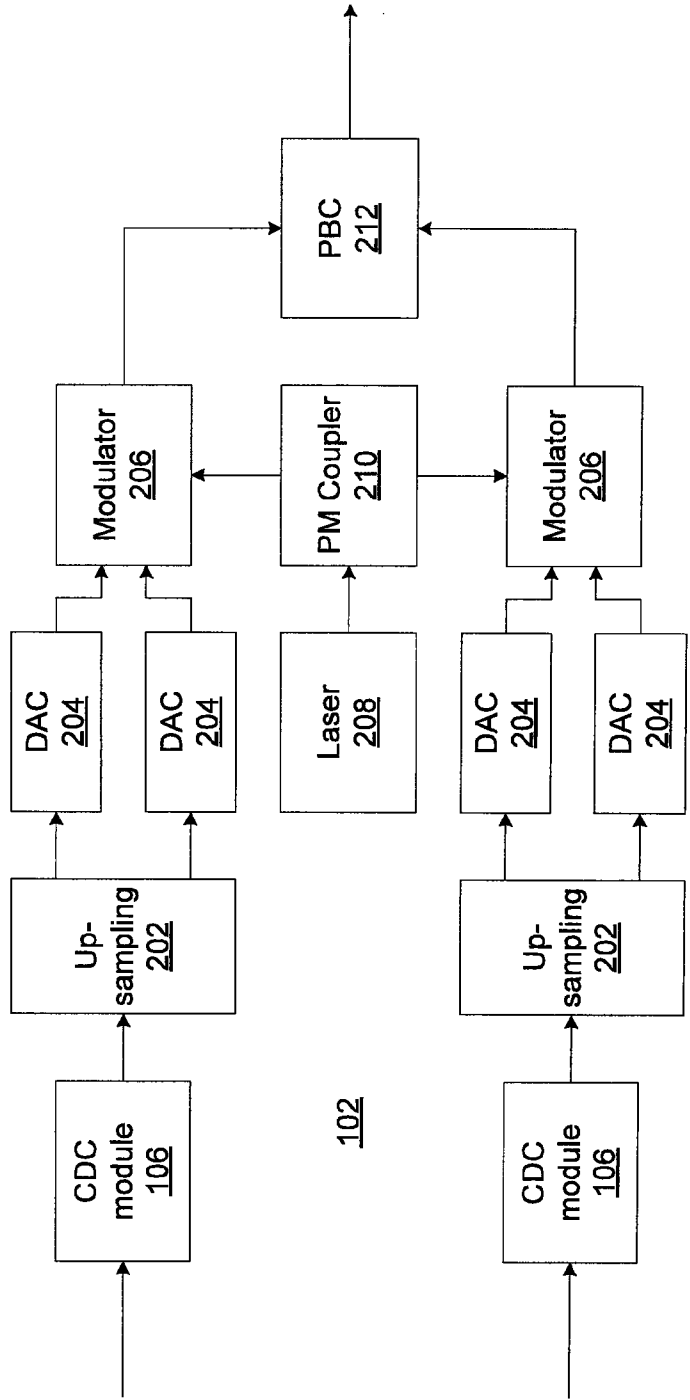 CDC
module
106
Up-
sampling
202
DAC
204
DAC
204
Modulator
206
Laser
208
PM Coupler
210
PBC
212
102
CDC
module
106
Up-
sampling
202
DAC
204
DAC
204
Modulator
206